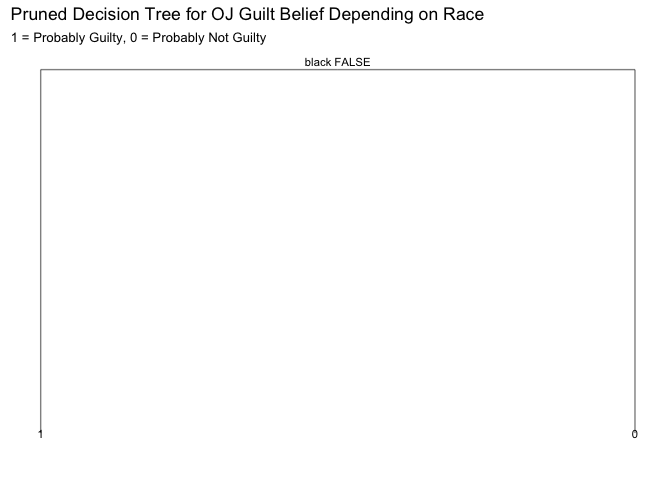 Pruned Decision Tree for OJ Guilt Belief Depending on Race
1 = Probably Guilty, 0 = Probably Not Guilty
black FALSE
1
0